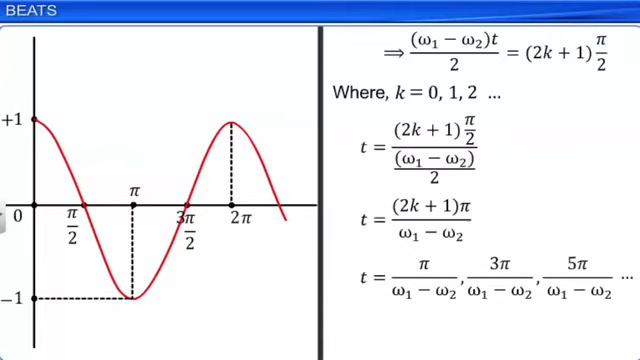 BEATS
+1
0
−1
π/2
π
3π/2
2π
⟹ (ω₁ − ω₂)t / 2 = (2k + 1) π/2
Where, k = 0, 1, 2 ...
t = (2k + 1) π/2 / (ω₁ − ω₂)/2
t = (2k + 1)π / ω₁ − ω₂
t = π / ω₁ − ω₂ , 3π / ω₁ − ω₂ , 5π / ω₁ − ω₂ ···